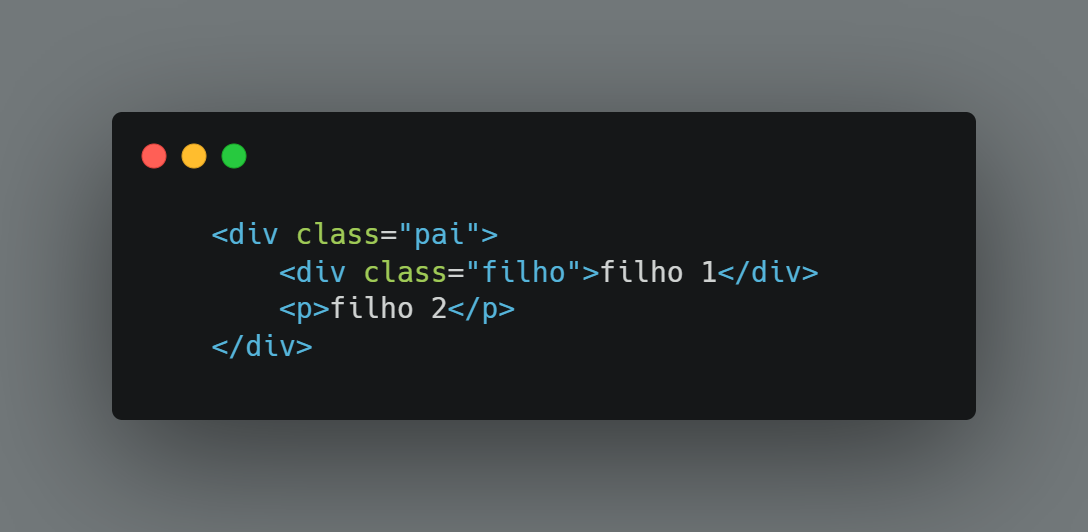 <div class="pai">
    <div class="filho">filho 1</div>
    <p>filho 2</p>
</div>